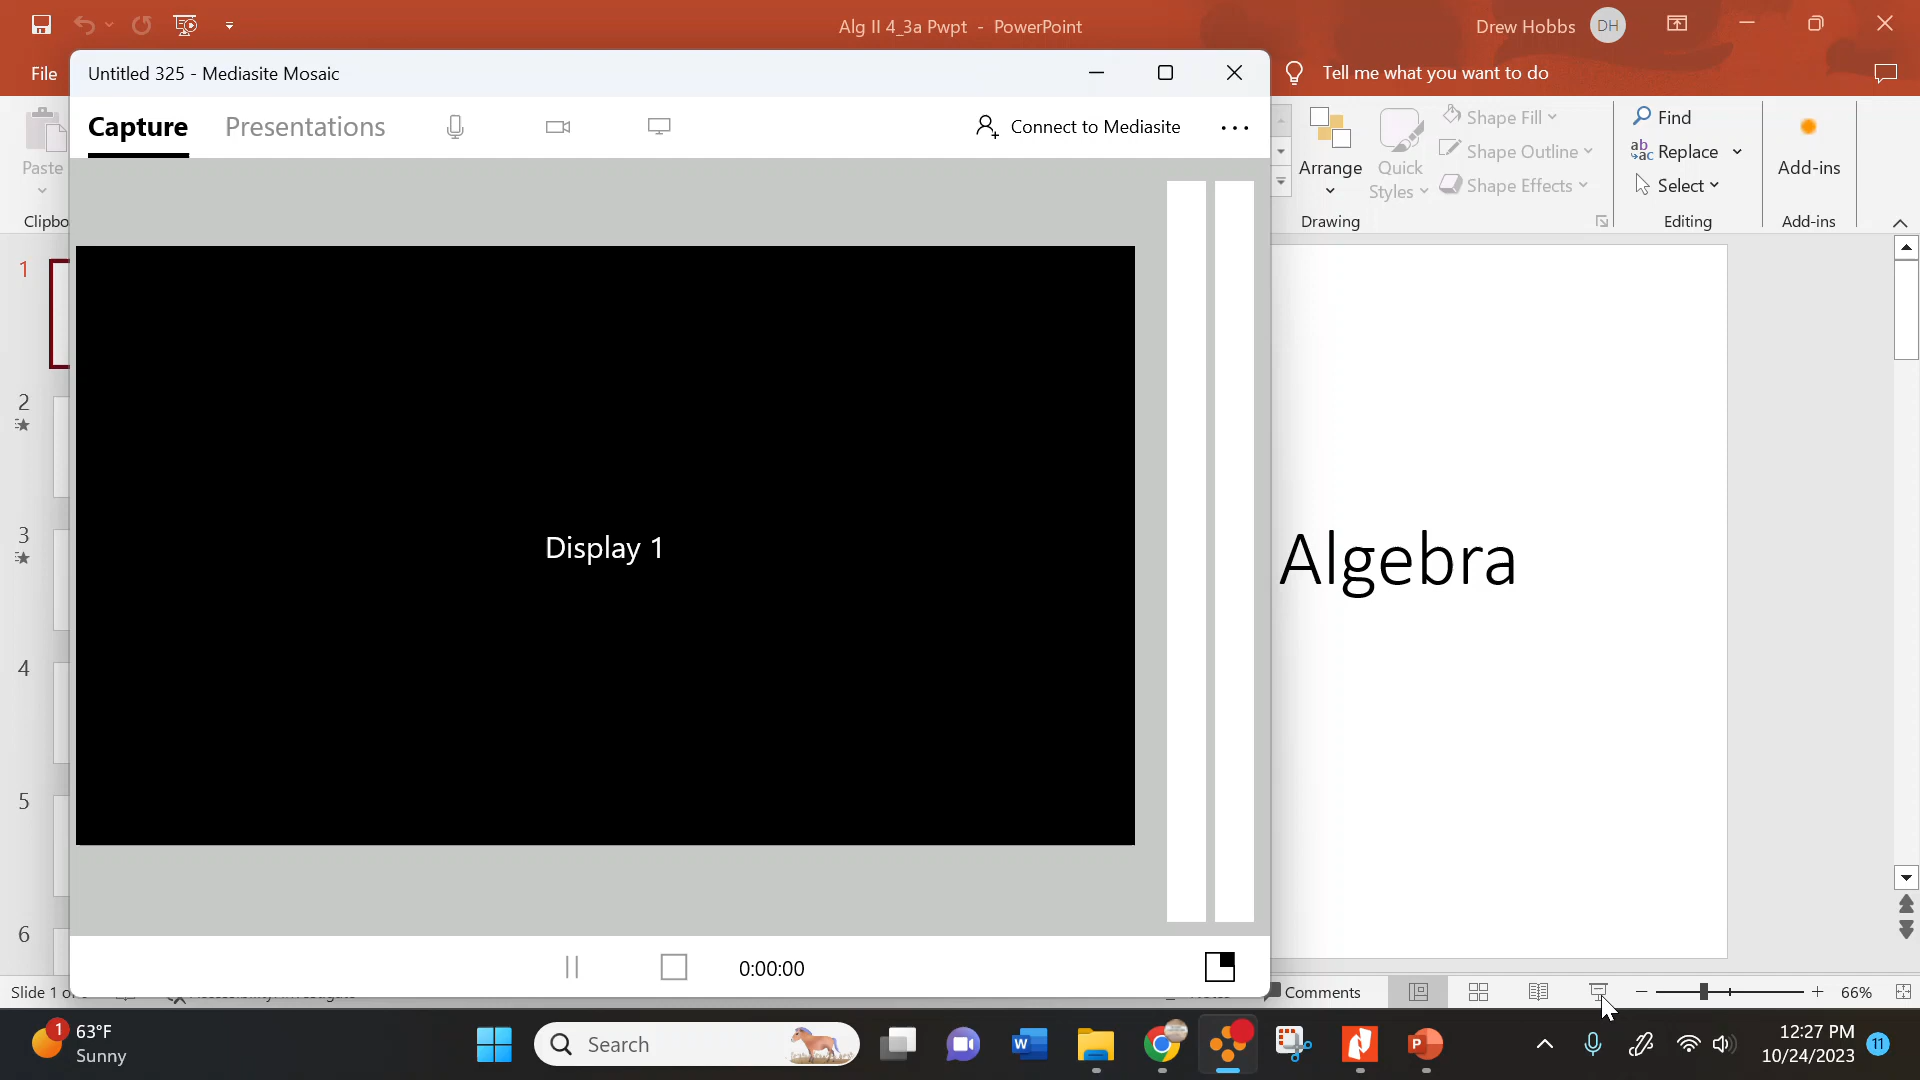 Alg II 4_3a Pwpt - PowerPoint
Drew Hobbs
DH
File
Untitled 325 - Mediasite Mosaic
Tell me what you want to do
Capture
Presentations
Connect to Mediasite
Paste
Clipbo
Arrange
Quick
Styles
Shape Fill
Shape Outline
Shape Effects
Drawing
Find
Replace
Select
Editing
Add-ins
Add-ins
1
2
3
4
5
6
Display 1
Algebra
0:00:00
Slide 1 o
Comments
66%
1
63°F
Sunny
Search
12:27 PM
10/24/2023
11